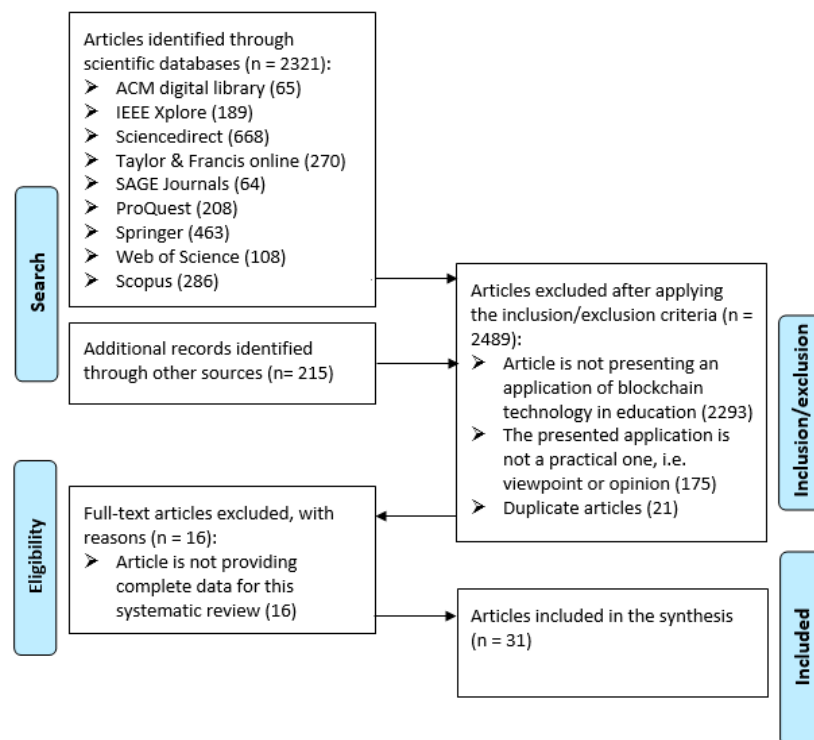 Articles identified through
scientific databases (n = 2321):
➢ ACM digital library (65)
➢ IEEE Xplore (189)
➢ Sciencedirect (668)
➢ Taylor & Francis online (270)
➢ SAGE Journals (64)
➢ ProQuest (208)
➢ Springer (463)
➢ Web of Science (108)
➢ Scopus (286)
Search
Additional records identified
through other sources (n= 215)
Articles excluded after applying
the inclusion/exclusion criteria (n =
2489):
➢ Article is not presenting an
application of blockchain
technology in education (2293)
➢ The presented application is
not a practical one, i.e.
viewpoint or opinion (175)
➢ Duplicate articles (21)
Inclusion/exclusion
Eligibility
Full-text articles excluded, with
reasons (n = 16):
➢ Article is not providing
complete data for this
systematic review (16)
Articles included in the synthesis
(n = 31)
Included